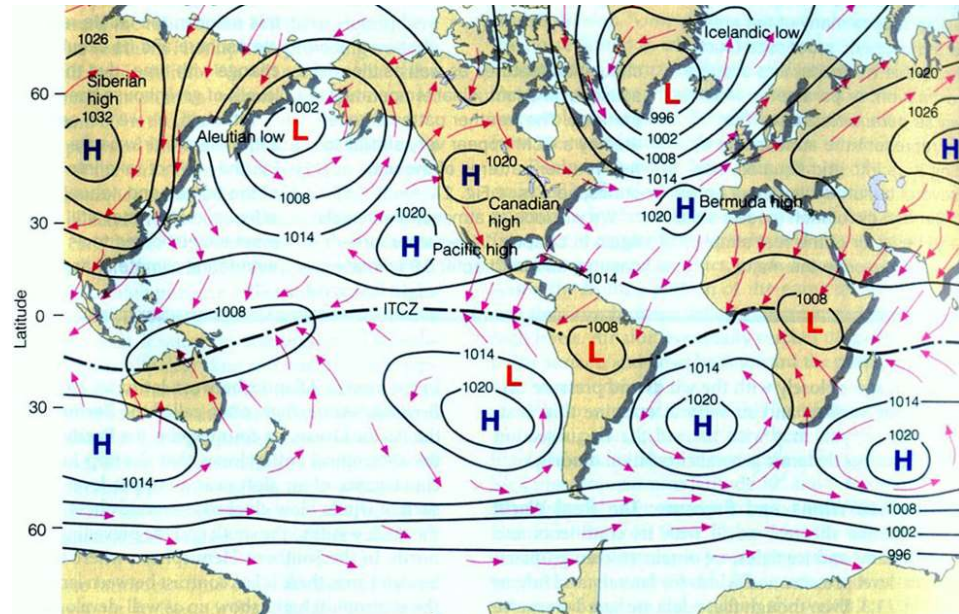 1026
Siberian
high
1032
H
Aleutian low
1002
L
1008
1014
1020
H
Pacific high
1020
H
Canadian
high
Icelandic low
L
996
1002
1008
1014
H
1020
Bermuda high
1020
1026
H
60
30
0
30
60
Latitude
1008
ITCZ
1014
1008
L
1008
L
1014
L
1020
H
1014
1020
H
1014
1020
H
H
1014
1008
1002
996